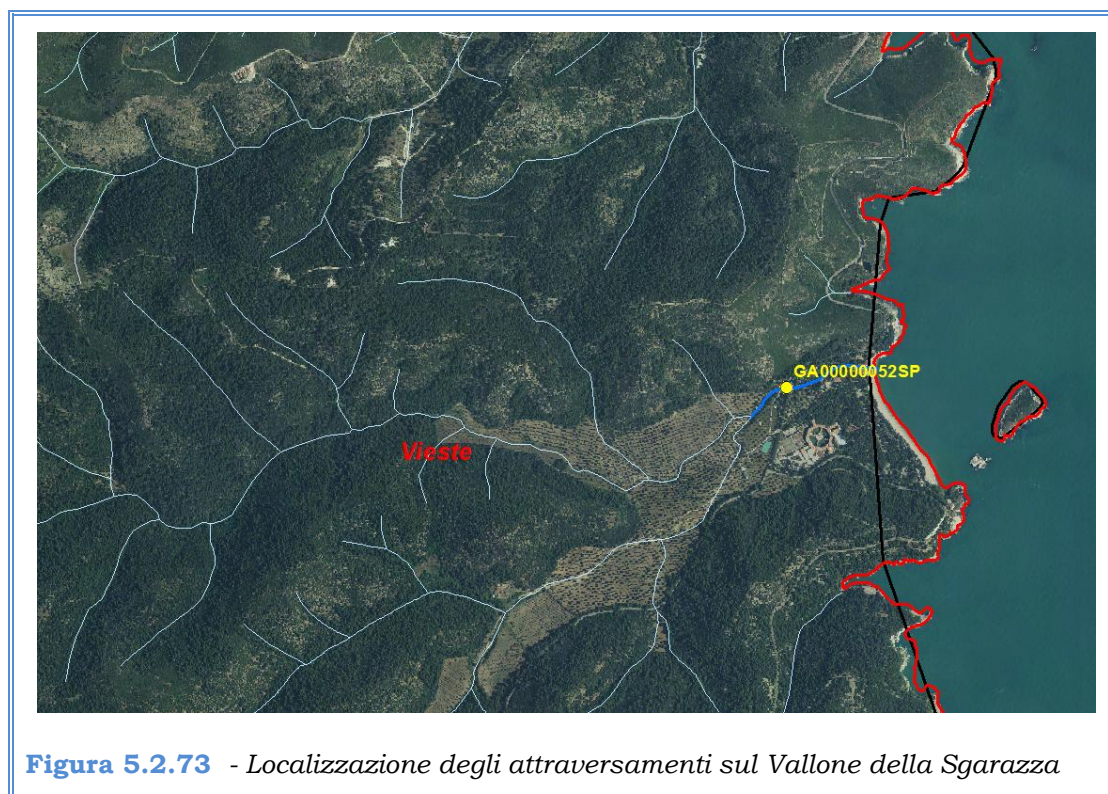 GA00000052SP
Vieste
Figura 5.2.73 - Localizzazione degli attraversamenti sul Vallone della Sgarazza